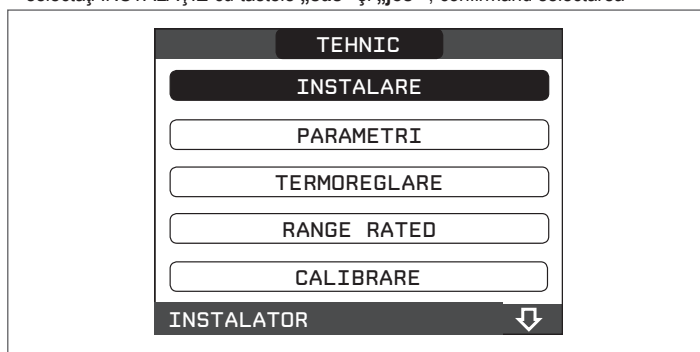 TEHNIC
INSTALARE
PARAMETRI
TERMOREGLARE
RANGE RATED
CALIBRARE
INSTALATOR